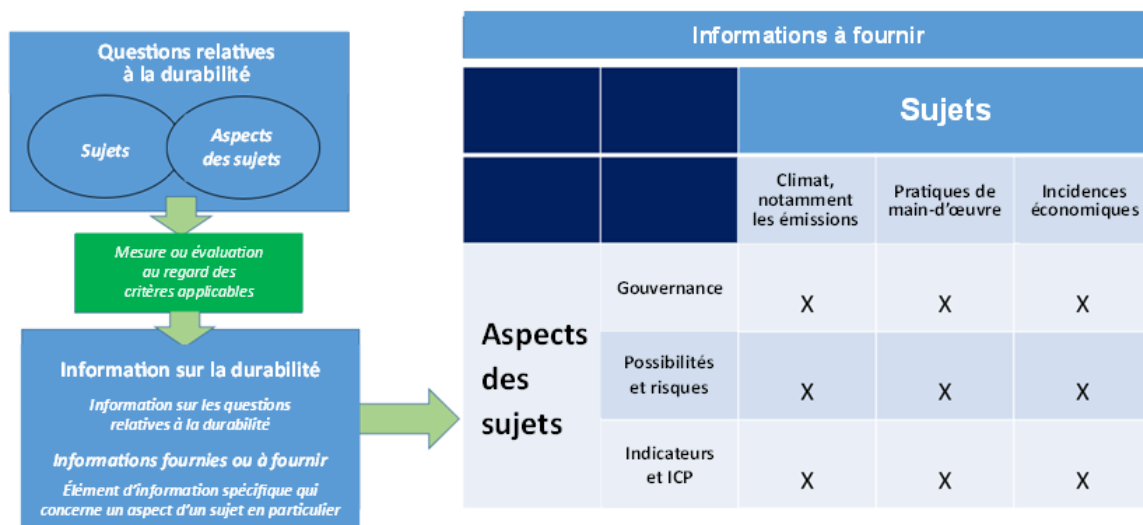 Questions relatives
à la durabilité
Sujets
Aspects
des sujets
Mesure ou évaluation
au regard des
critères applicables
Information sur la durabilité
Information sur les questions
relatives à la durabilité
Informations fournies ou à fournir
Élément d'information spécifique qui
concerne un aspect d'un sujet en particulier
Informations à fournir
Sujets
Climat,
notamment
les émissions
Pratiques de
main-d'œuvre
Incidences
économiques
Aspects
des
sujets
Gouvernance
X X X
Possibilités
et risques
X X X
Indicateurs
et ICP
X X X